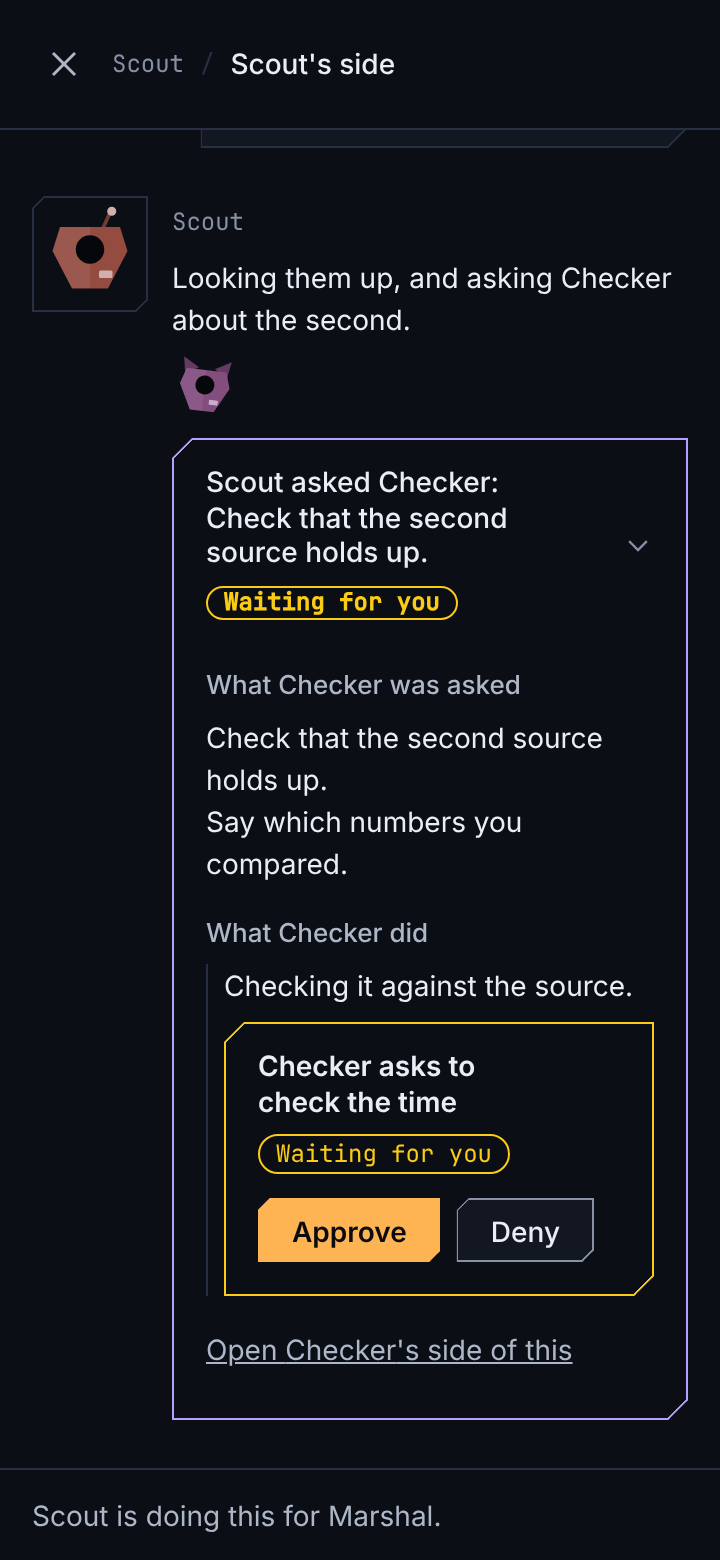 Scout / Scout's side
Scout
Looking them up, and asking Checker
about the second.
Scout asked Checker:
Check that the second
source holds up.
Waiting for you
What Checker was asked
Check that the second source
holds up.
Say which numbers you
compared.
What Checker did
Checking it against the source.
Checker asks to
check the time
Waiting for you
Approve Deny
Open Checker's side of this
Scout is doing this for Marshal.